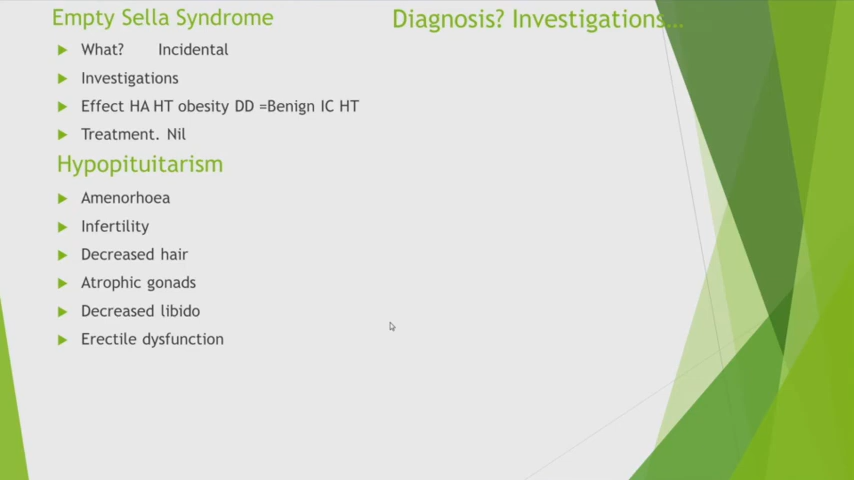 Empty Sella Syndrome
What? Incidental
Investigations
Effect HA HT obesity DD =Benign IC HT
Treatment. Nil
Hypopituitarism
Amenorhoea
Infertility
Decreased hair
Atrophic gonads
Decreased libido
Erectile dysfunction
Diagnosis? Investigations...